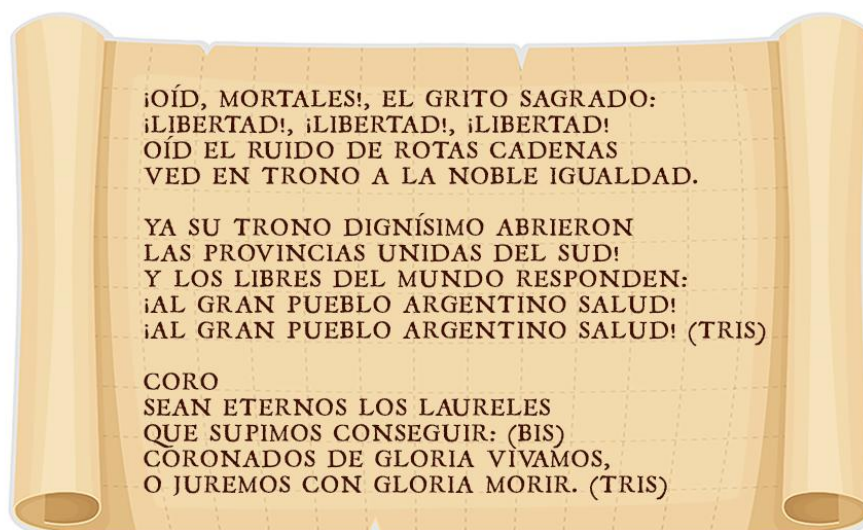 ¡OÍD, MORTALES!, EL GRITO SAGRADO:
¡LIBERTAD!, ¡LIBERTAD!, ¡LIBERTAD!
OÍD EL RUIDO DE ROTAS CADENAS
VED EN TRONO A LA NOBLE IGUALDAD.
YA SU TRONO DIGNÍSIMO ABRIERON
LAS PROVINCIAS UNIDAS DEL SUD!
Y LOS LIBRES DEL MUNDO RESPONDEN:
¡AL GRAN PUEBLO ARGENTINO SALUD!
¡AL GRAN PUEBLO ARGENTINO SALUD! (TRIS)
CORO
SEAN ETERNOS LOS LAURELES
QUE SUPIMOS CONSEGUIR: (BIS)
CORONADOS DE GLORIA VIVAMOS,
O JUREMOS CON GLORIA MORIR. (TRIS)